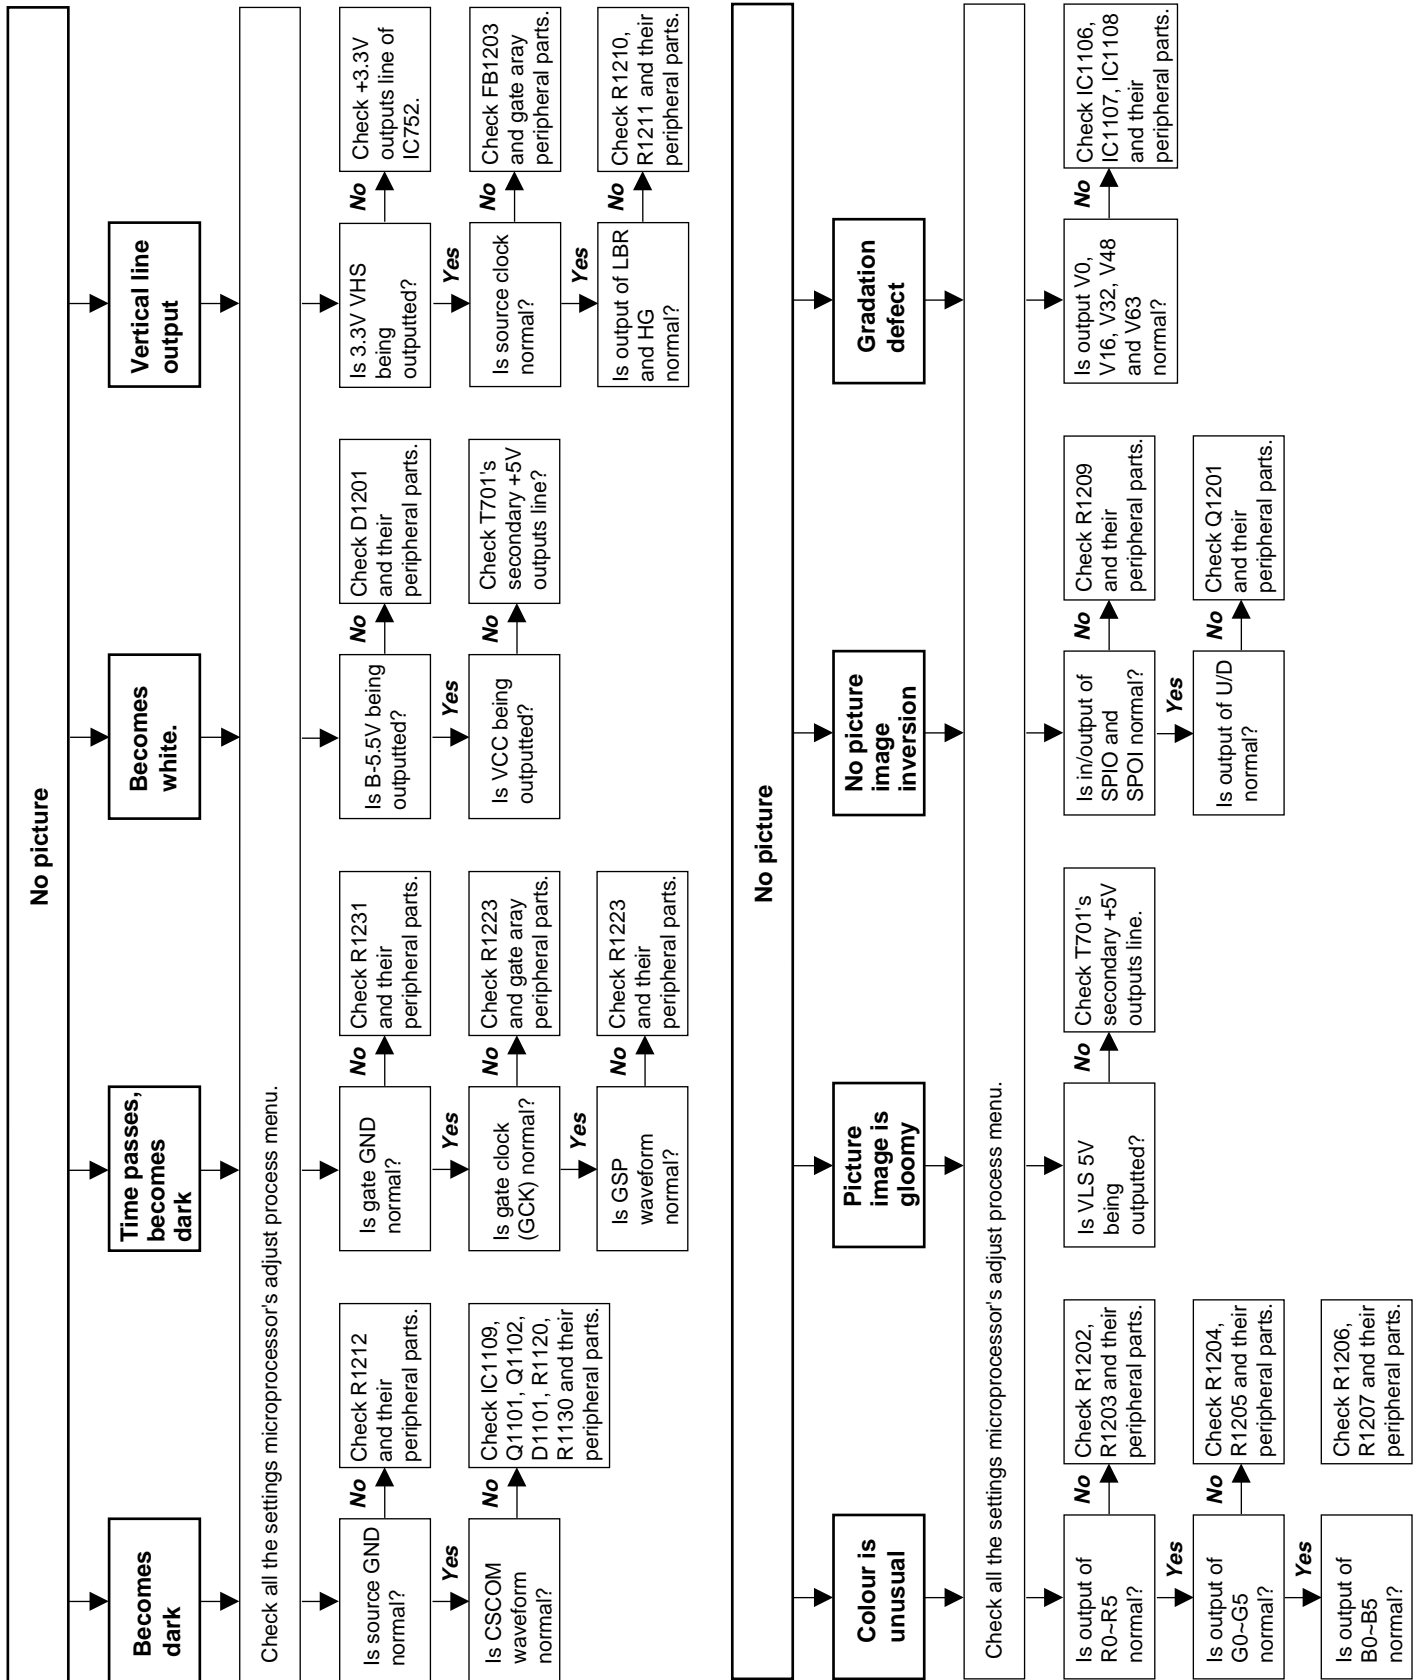 No picture
Becomes
dark
Time passes,
becomes
dark
Becomes
white.
Vertical line
output
Check all the settings microprocessor's adjust process menu.
Is source GND
normal?
No
Check R1212
and their
peripheral parts.
Yes
Is CSCOM
waveform
normal?
No
Check IC1109,
Q1101, Q1102,
D1101, R1120,
R1130 and their
peripheral parts.
Is gate GND
normal?
No
Check R1231
and their
peripheral parts.
Yes
Is gate clock
(GCK) normal?
No
Check R1223
and gate aray
peripheral parts.
Yes
Is GSP
waveform
normal?
No
Check R1223
and their
peripheral parts.
Is B-5.5V being
outputted?
No
Check D1201
and their
peripheral parts.
Yes
Is VCC being
outputted?
No
Check T701's
secondary +5V
outputs line?
Is 3.3V VHS
being
outputted?
No
Check +3.3V
outputs line of
IC752.
Yes
Is source clock
normal?
No
Check FB1203
and gate aray
peripheral parts.
Yes
Is output of LBR
and HG
normal?
No
Check R1210,
R1211 and their
peripheral parts.
No picture
Colour is
unusual
Picture
image is
gloomy
No picture
image
inversion
Gradation
defect
Check all the settings microprocessor's adjust process menu.
Is output of
R0~R5
normal?
No
Check R1202,
R1203 and their
peripheral parts.
Yes
Is output of
G0~G5
normal?
No
Check R1204,
R1205 and their
peripheral parts.
Yes
Is output of
B0~B5
normal?
Check R1206,
R1207 and their
peripheral parts.
Is VLS 5V
being
outputted?
No
Check T701's
secondary +5V
outputs line.
Is in/output of
SPIO and
SPOI normal?
No
Check R1209
and their
peripheral parts.
Yes
Is output of U/D
normal?
No
Check Q1201
and their
peripheral parts.
Is output V0,
V16, V32, V48
and V63
normal?
No
Check IC1106,
IC1107, IC1108
and their
peripheral parts.